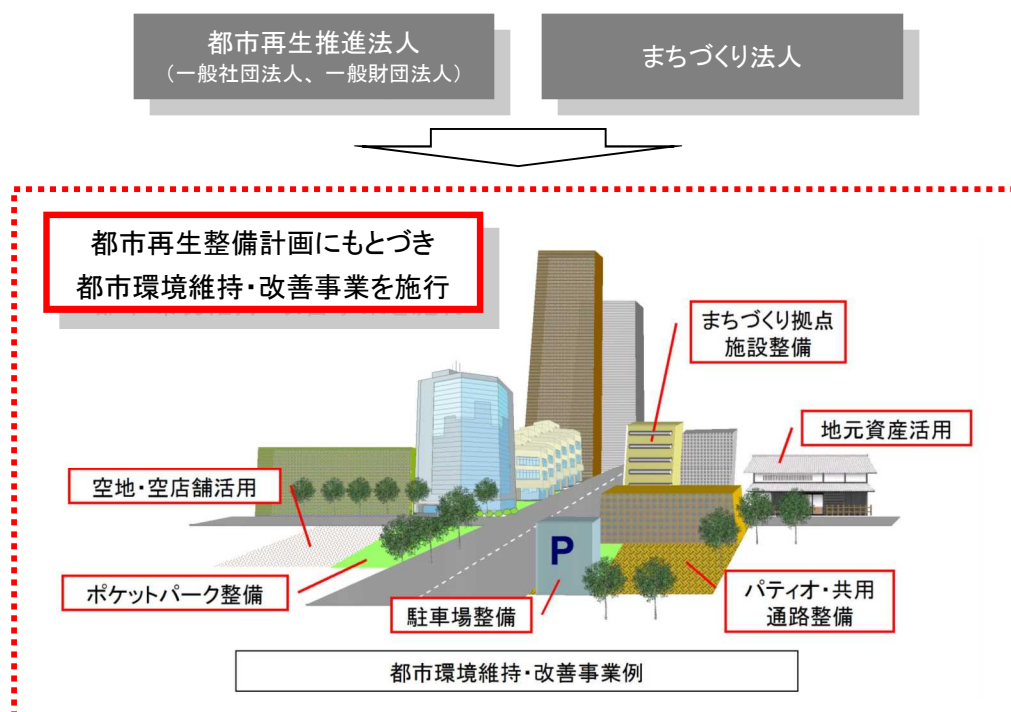 都市再生推進法人
（一般社団法人、一般財団法人）
まちづくり法人
都市再生整備計画にもとづき
都市環境維持・改善事業を施行
まちづくり拠点
施設整備
地元資産活用
空地・空店舗活用
ポケットパーク整備
P
駐車場整備
パティオ・共用
通路整備
都市環境維持・改善事業例